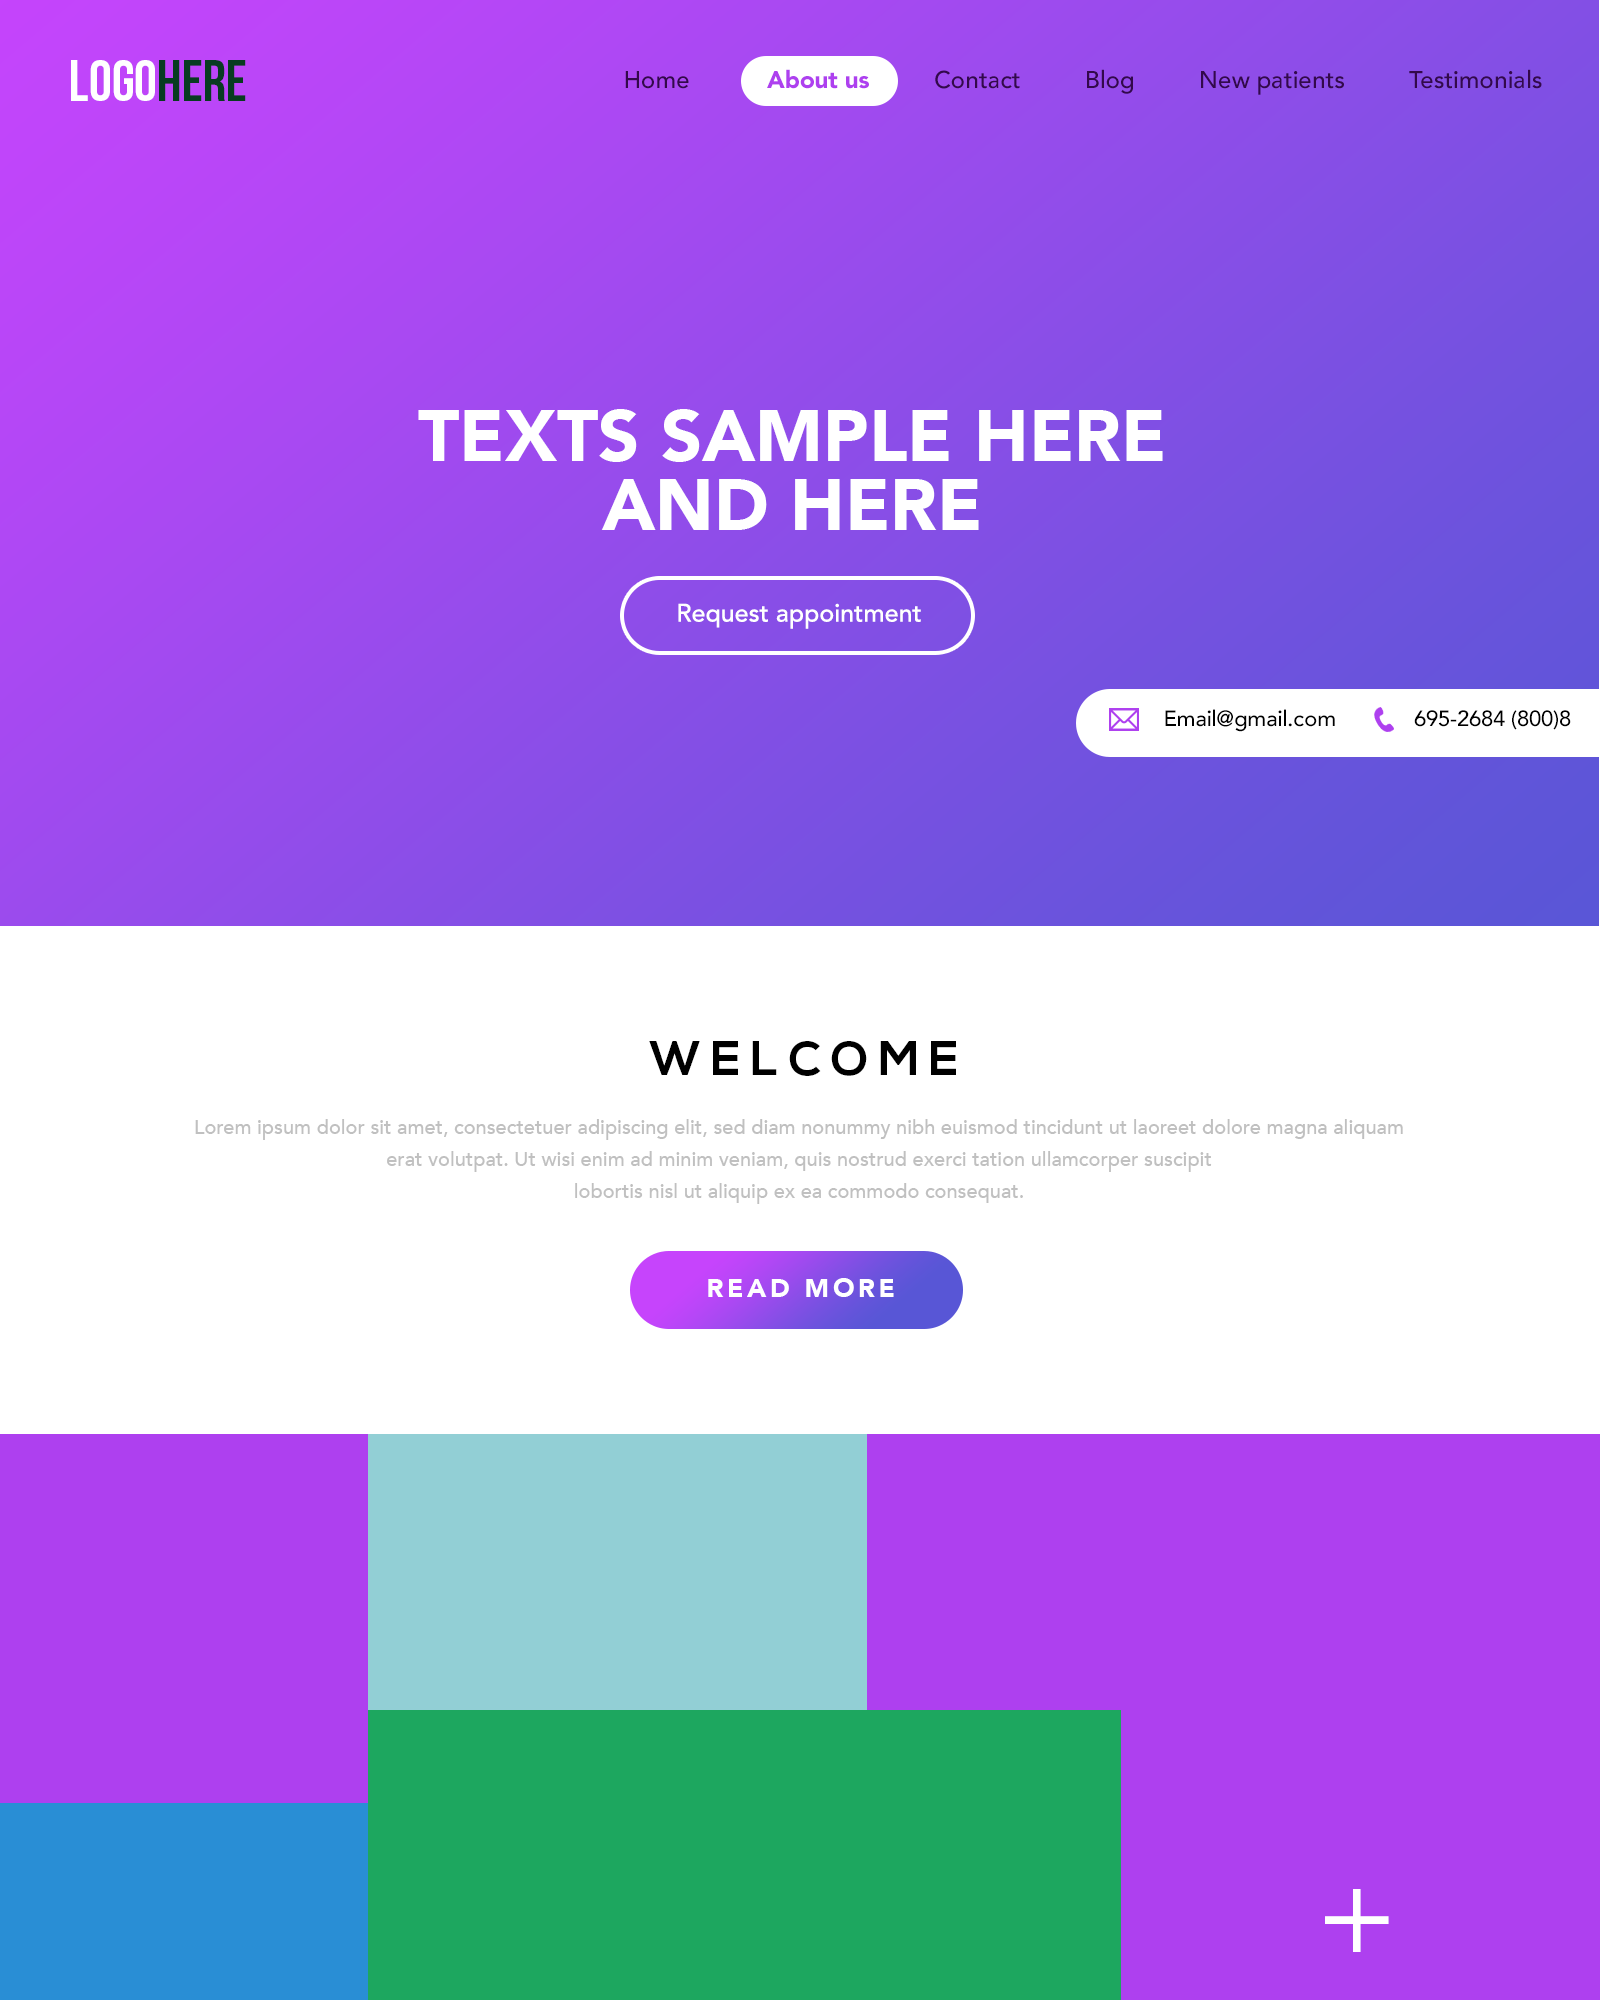 LOGOHERE
Home About us Contact Blog New patients Testimonials
TEXTS SAMPLE HERE
AND HERE
Request appointment
Email@gmail.com 695-2684 (800)8
WELCOME
Lorem ipsum dolor sit amet, consectetuer adipiscing elit, sed diam nonummy nibh euismod tincidunt ut laoreet dolore magna aliquam
erat volutpat. Ut wisi enim ad minim veniam, quis nostrud exerci tation ullamcorper suscipit
lobortis nisl ut aliquip ex ea commodo consequat.
READ MORE